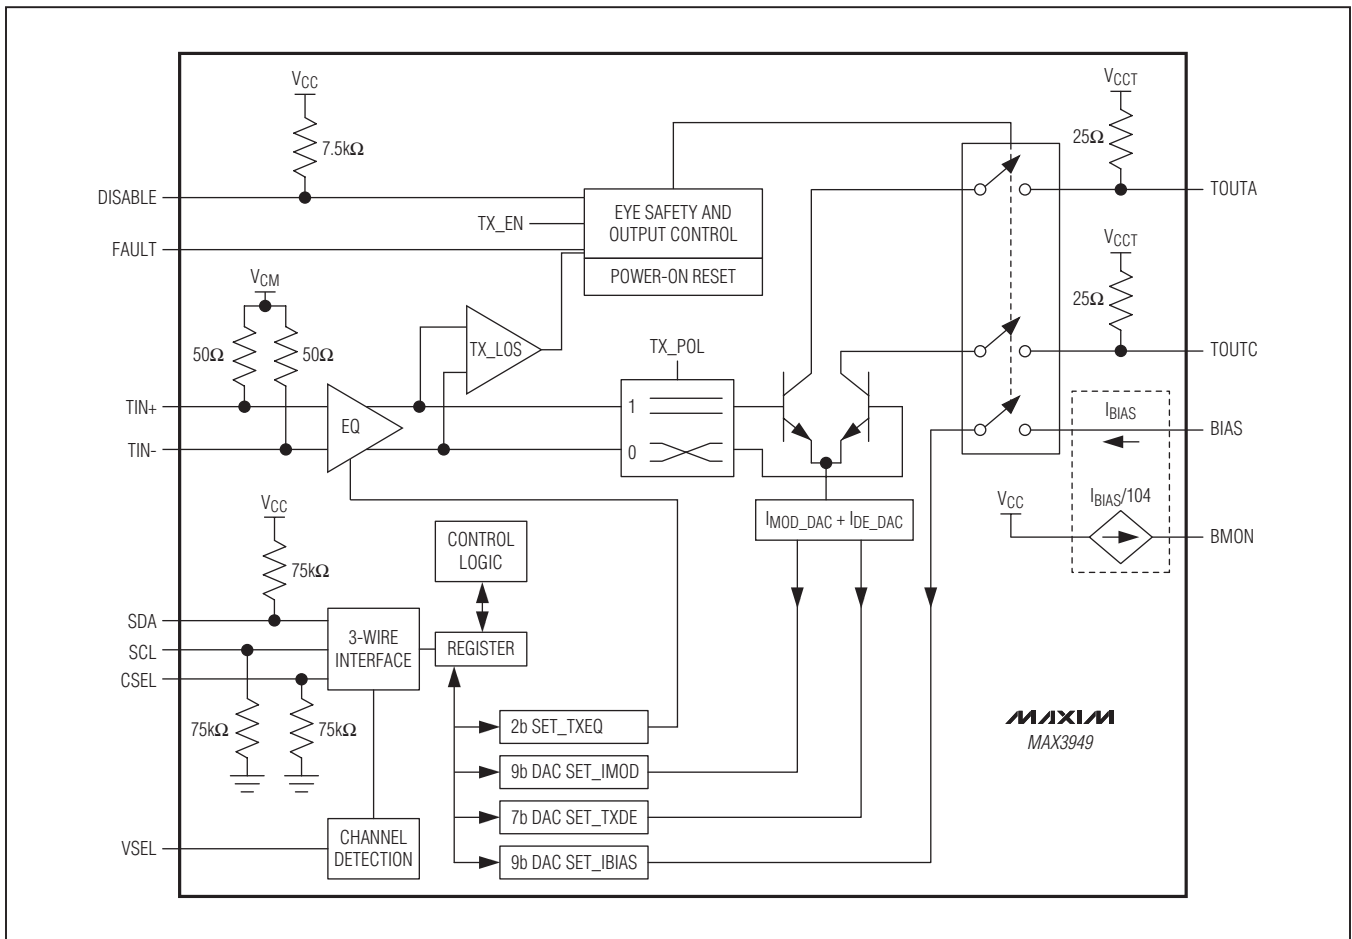 VCC
7.5kΩ
DISABLE
TX_EN
FAULT
EYE SAFETY AND
OUTPUT CONTROL
POWER-ON RESET
VCCT
25Ω
TOUTA
VCCT
25Ω
TOUTC
VCM
50Ω
50Ω
TX_LOS
TX_POL
TIN+
TIN-
EQ
1
0
IBIAS
BIAS
VCC
IBIAS/104
BMON
IMOD_DAC + IDE_DAC
VCC
75kΩ
CONTROL
LOGIC
SDA
SCL
CSEL
3-WIRE
INTERFACE
REGISTER
75kΩ
75kΩ
2b SET_TXEQ
9b DAC SET_IMOD
7b DAC SET_TXDE
9b DAC SET_IBIAS
VSEL
CHANNEL
DETECTION
MAXIM
MAX3949